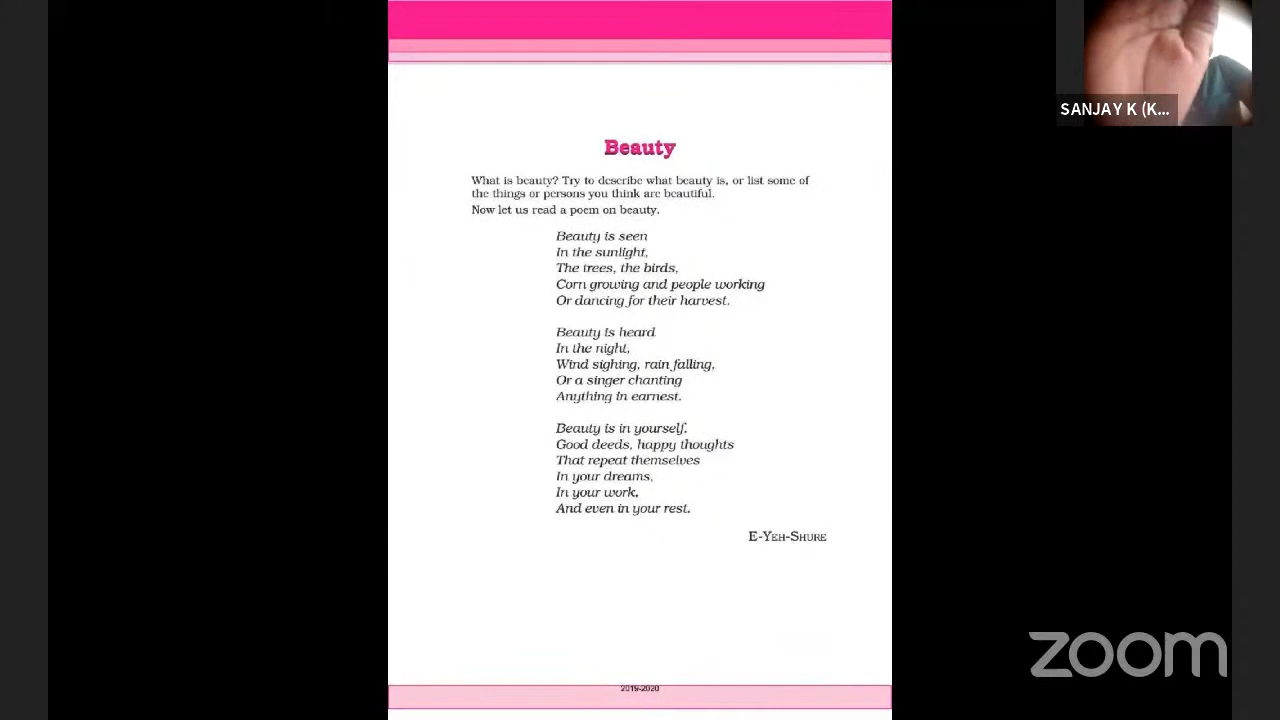 SANJAY K (K...
Beauty
What is beauty? Try to describe what beauty is, or list some of
the things or persons you think are beautiful.
Now let us read a poem on beauty.
Beauty is seen
In the sunlight,
The trees, the birds,
Corn growing and people working
Or dancing for their harvest.
Beauty is heard
In the night,
Wind sighing, rain falling,
Or a singer chanting
Anything in earnest.
Beauty is in yourself.
Good deeds, happy thoughts
That repeat themselves
In your dreams,
In your work,
And even in your rest.
E-YEH-SHURE
zoom
2019-2020